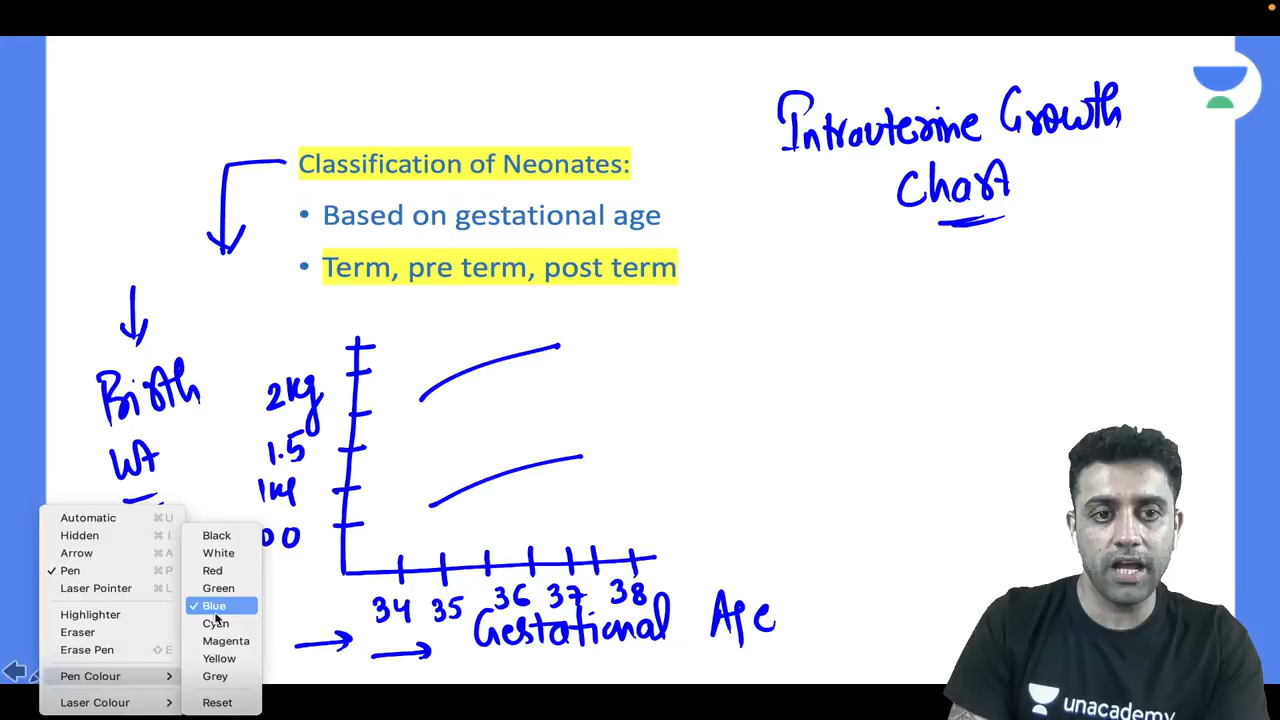 Intrauterine Growth
Chart
Classification of Neonates:
• Based on gestational age
• Term, pre term, post term
Birth
Wt
2kg
1.5
1kg
00
34 35 36 37 38
Gestational Age
Automatic ⌘U
Hidden ⌘I
Arrow ⌘A
✓ Pen ⌘P
Laser Pointer ⌘L
Highlighter
Eraser
Erase Pen ⇧E
Pen Colour >
Laser Colour >
Black
White
Red
Green
✓ Blue
Cyan
Magenta
Yellow
Grey
Reset
unacademy